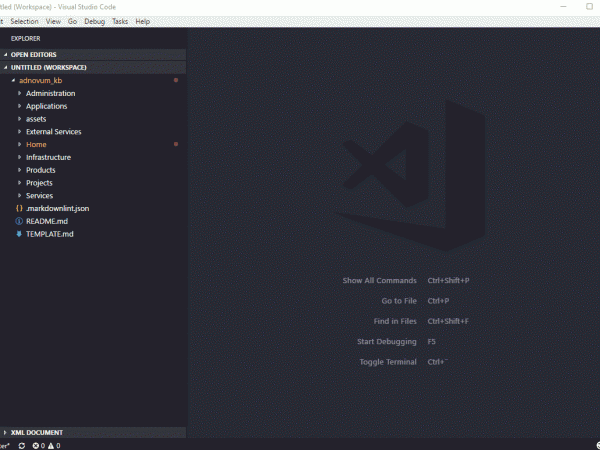 tled (Workspace) - Visual Studio Code
t Selection View Go Debug Tasks Help
EXPLORER
OPEN EDITORS
UNTITLED (WORKSPACE)
adnovum_kb
Administration
Applications
assets
External Services
Home
Infrastructure
Products
Projects
Services
{ } .markdownlint.json
README.md
TEMPLATE.md
Show All Commands Ctrl+Shift+P
Go to File Ctrl+P
Find in Files Ctrl+Shift+F
Start Debugging F5
Toggle Terminal Ctrl+¨
XML DOCUMENT
ter* 0 0